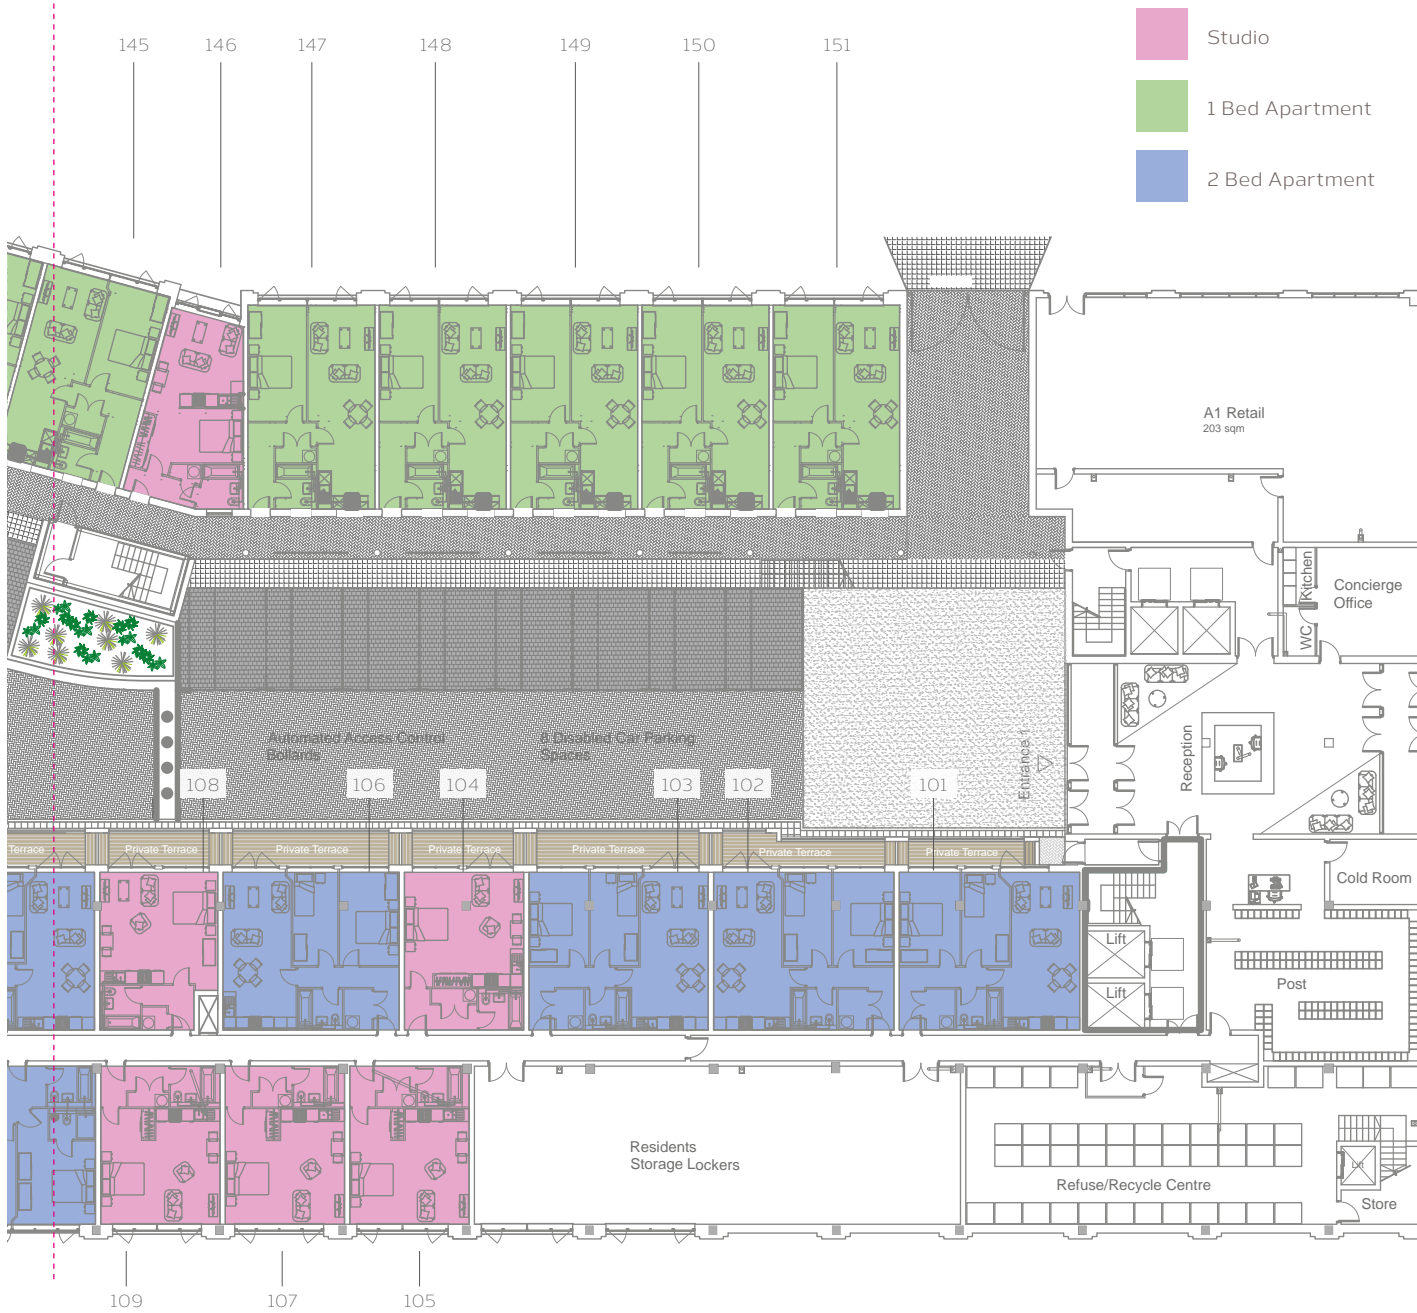 145
146
147
148
149
150
151
Studio
1 Bed Apartment
2 Bed Apartment
A1 Retail
203 sqm
Kitchen
WC
Concierge
Office
Reception
Entrance 1
Automated Access Control
Bollards
8 Disabled Car Parking
Spaces
108
106
104
103
102
101
Terrace
Private Terrace
Private Terrace
Private Terrace
Private Terrace
Private Terrace
Private Terrace
Cold Room
Lift
Lift
Post
Residents
Storage Lockers
Refuse/Recycle Centre
Lift
Store
109
107
105